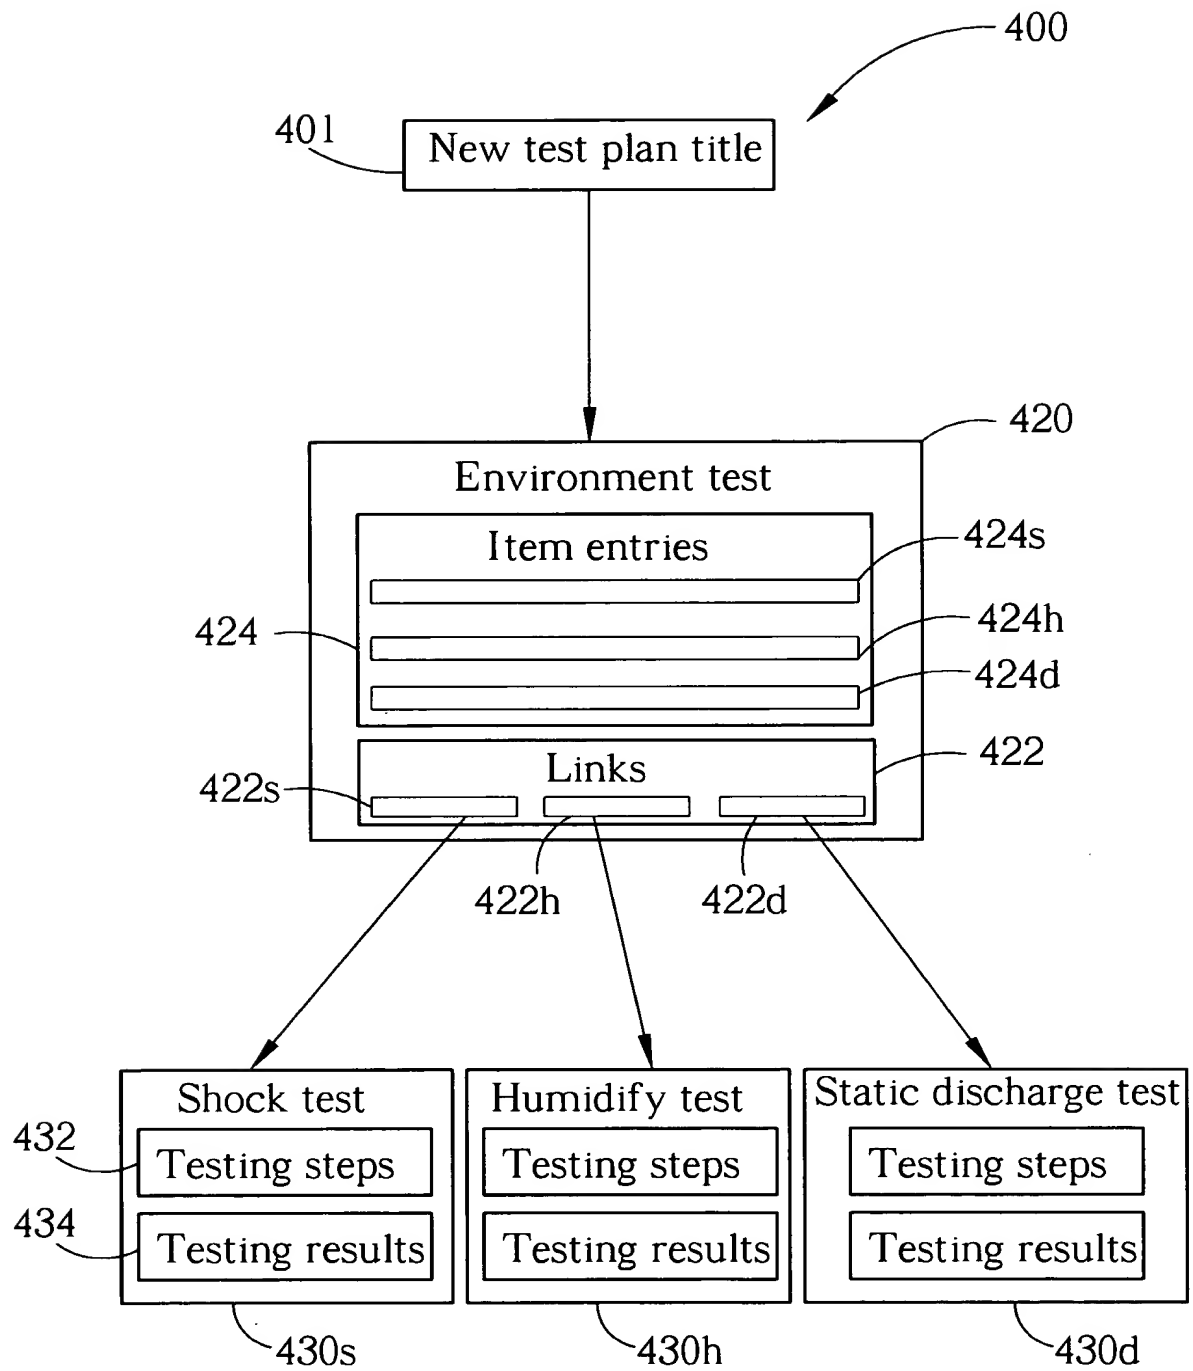 400
401
New test plan title
420
Environment test
Item entries
424s
424
424h
424d
Links
422
422s
422h
422d
Shock test
Humidify test
Static discharge test
432
Testing steps
Testing steps
Testing steps
434
Testing results
Testing results
Testing results
430s
430h
430d